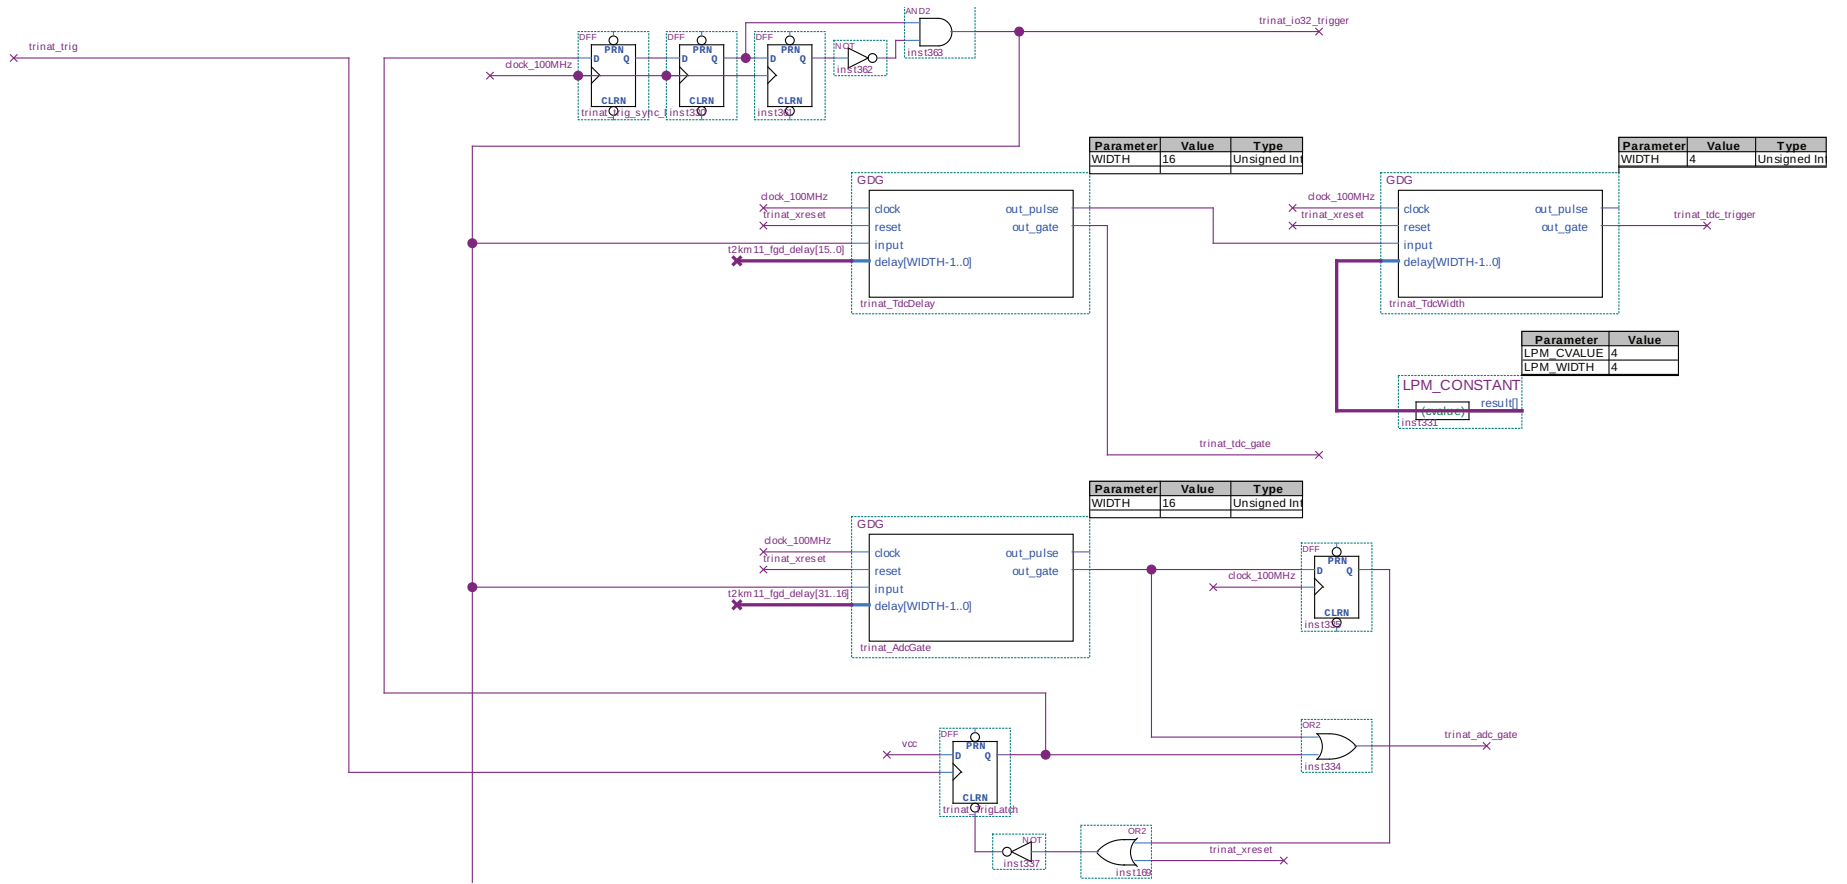 AND2
trinat_io32_trigger
trinat_trig
DFF
DFF
DFF
NOT
inst363
PRN
PRN
PRN
D Q
D Q
D Q
clock_100MHz
inst362
CLRN
CLRN
CLRN
Parameter Value Type
WIDTH 16 Unsigned Int
Parameter Value Type
WIDTH 4 Unsigned Int
GDG
clock_100MHz
trinat_xreset
t2km11_fgd_delay[15..0]
clock
reset
input
delay[WIDTH-1..0]
out_pulse
out_gate
trinat_TdcDelay
GDG
clock_100MHz
trinat_xreset
clock
reset
input
delay[WIDTH-1..0]
out_pulse
out_gate
trinat_tdc_trigger
trinat_TdcWidth
Parameter Value
LPM_CVALUE 4
LPM_WIDTH 4
LPM_CONSTANT
result[]
(cvalue)
inst331
trinat_tdc_gate
Parameter Value Type
WIDTH 16 Unsigned Int
GDG
clock_100MHz
trinat_xreset
t2km11_fgd_delay[31..16]
clock
reset
input
delay[WIDTH-1..0]
out_pulse
out_gate
trinat_AdcGate
DFF
PRN
D Q
clock_100MHz
CLRN
inst335
OR2
trinat_adc_gate
inst334
DFF
vcc
PRN
D Q
CLRN
trinat_TrigLatch
NOT
inst337
OR2
trinat_xreset
inst169